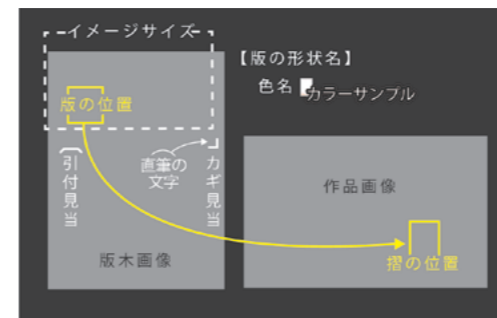 イメージサイズ
【版の形状名】
色名
カラーサンプル
版の位置
引付見当
直筆の
文字
カギ見当
版木画像
作品画像
摺の位置